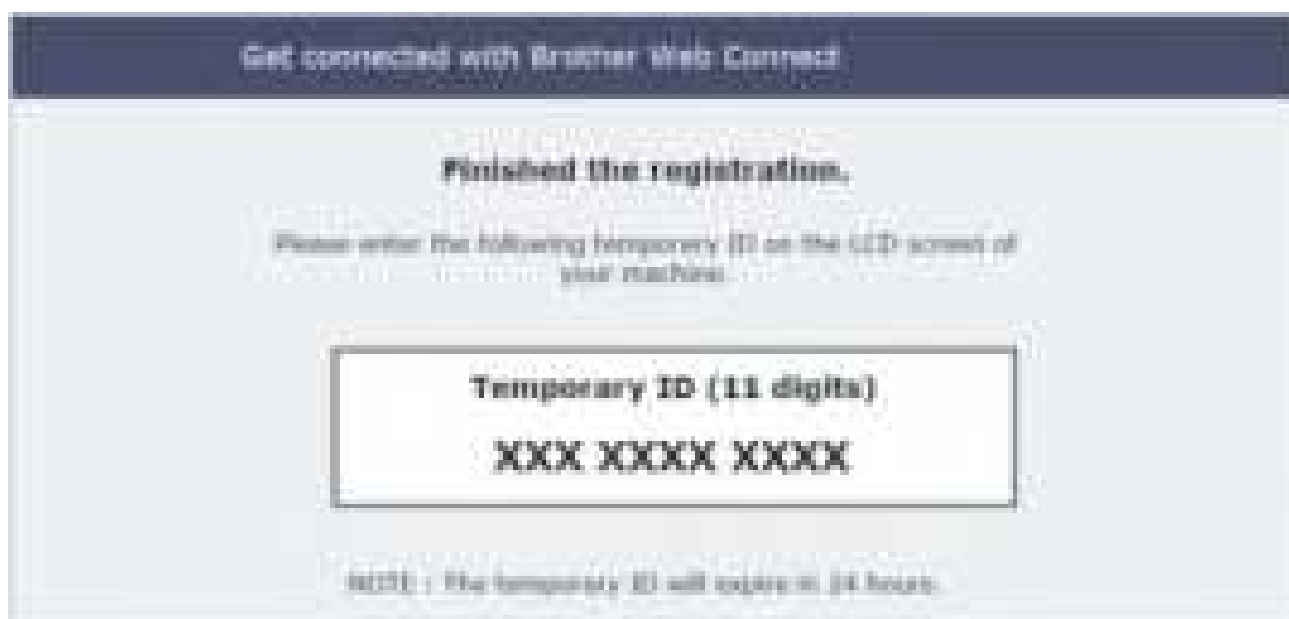 Get connected with Brother Web Connect
Finished the registration.
Please enter the following temporary ID on the LCD screen of
your machine.
Temporary ID (11 digits)
XXX XXXX XXXX
NOTE : The temporary ID will expire in 24 hours.